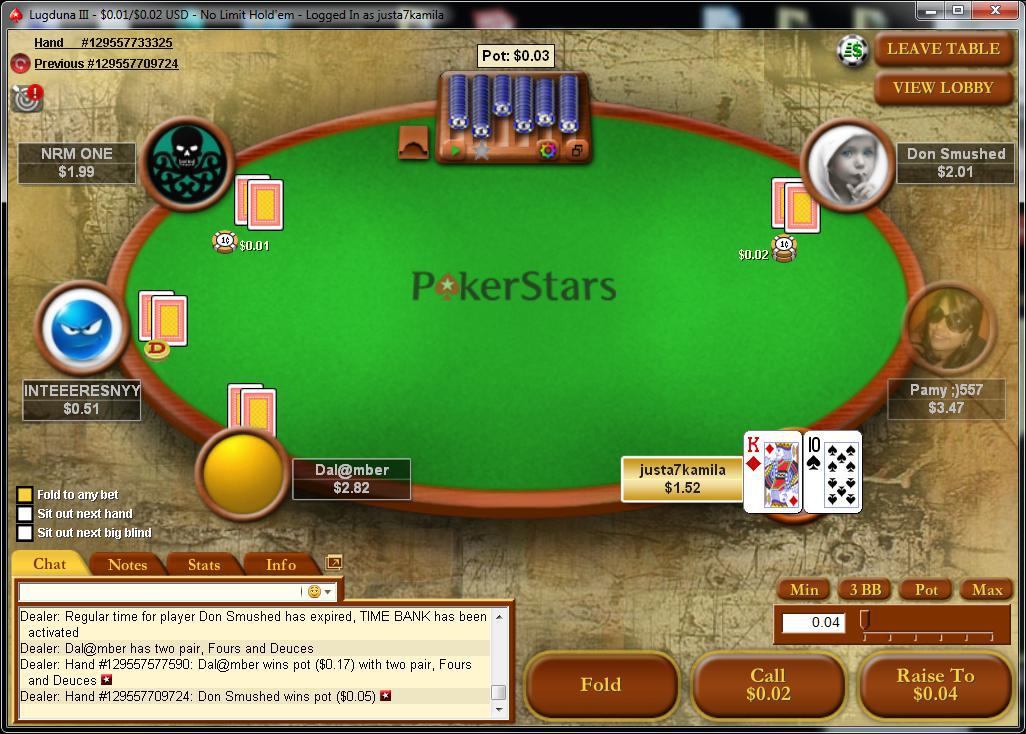 Lugduna III - $0.01/$0.02 USD - No Limit Hold'em - Logged In as justa7kamila
Hand #129557733325
Previous #129557709724
Pot: $0.03
LEAVE TABLE
VIEW LOBBY
NRM ONE
$1.99
Don Smushed
$2.01
$0.01
$0.02
PokerStars
D
INTEEERESNYY
$0.51
Pamy ;)557
$3.47
Dal@mber
$2.82
justa7kamila
$1.52
K
10
Fold to any bet
Sit out next hand
Sit out next big blind
Chat
Notes
Stats
Info
Dealer: Regular time for player Don Smushed has expired, TIME BANK has been
activated
Dealer: Dal@mber has two pair, Fours and Deuces
Dealer: Hand #129557577590: Dal@mber wins pot ($0.17) with two pair, Fours
and Deuces
Dealer: Hand #129557709724: Don Smushed wins pot ($0.05)
Min
3 BB
Pot
Max
0.04
Fold
Call
$0.02
Raise To
$0.04